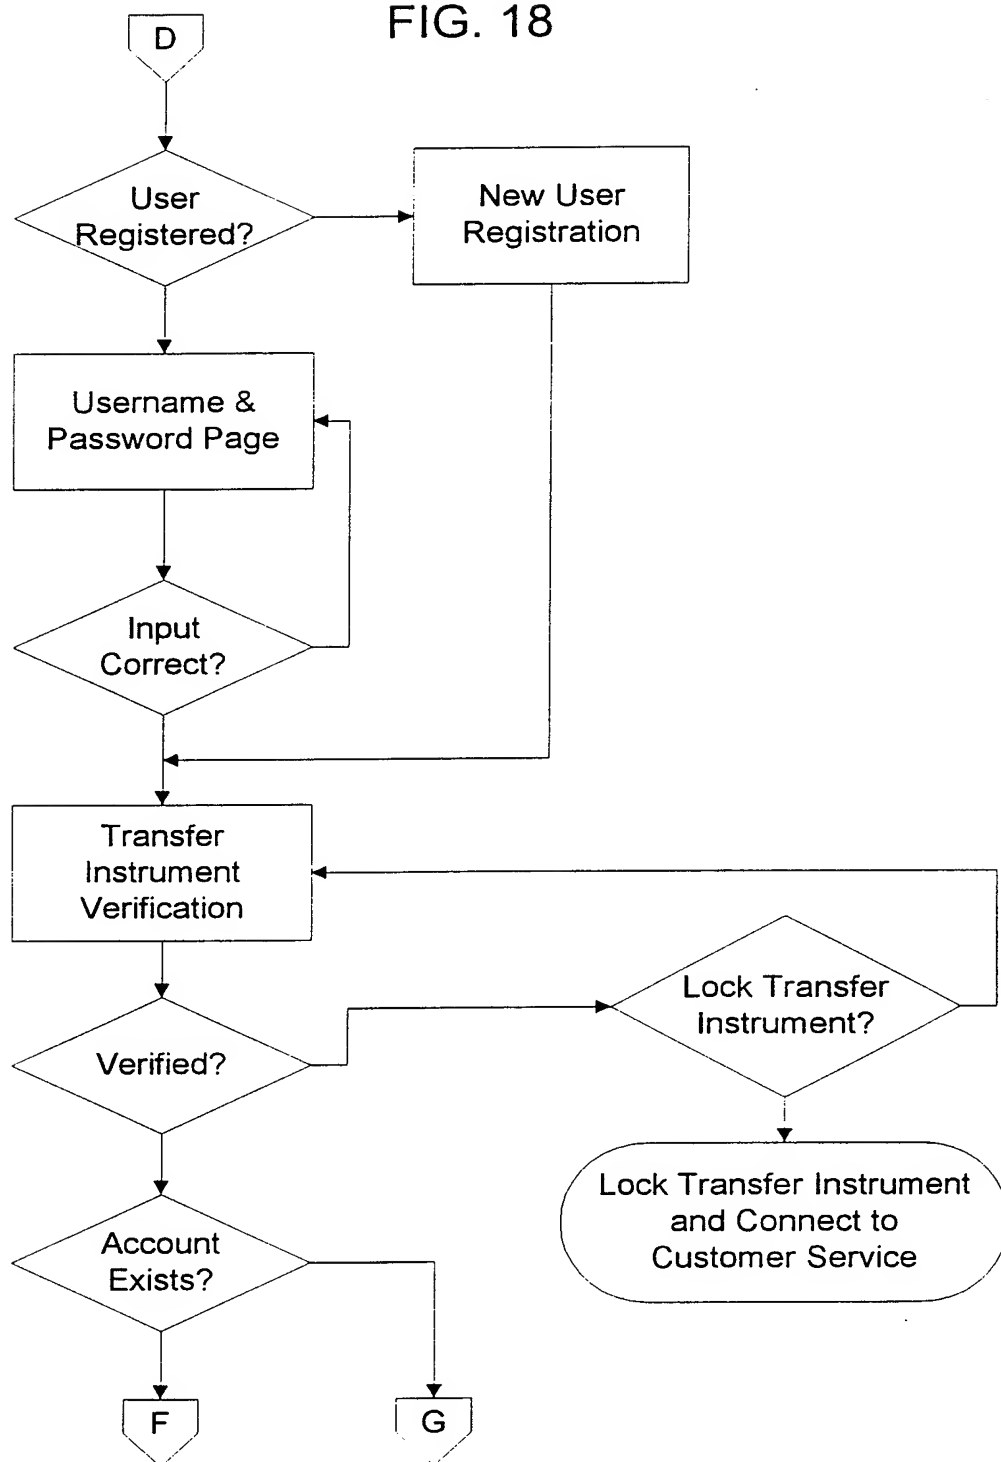 FIG. 18
D
User
Registered?
New User
Registration
Username &
Password Page
Input
Correct?
Transfer
Instrument
Verification
Lock Transfer
Instrument?
Verified?
Lock Transfer Instrument
and Connect to
Customer Service
Account
Exists?
F
G